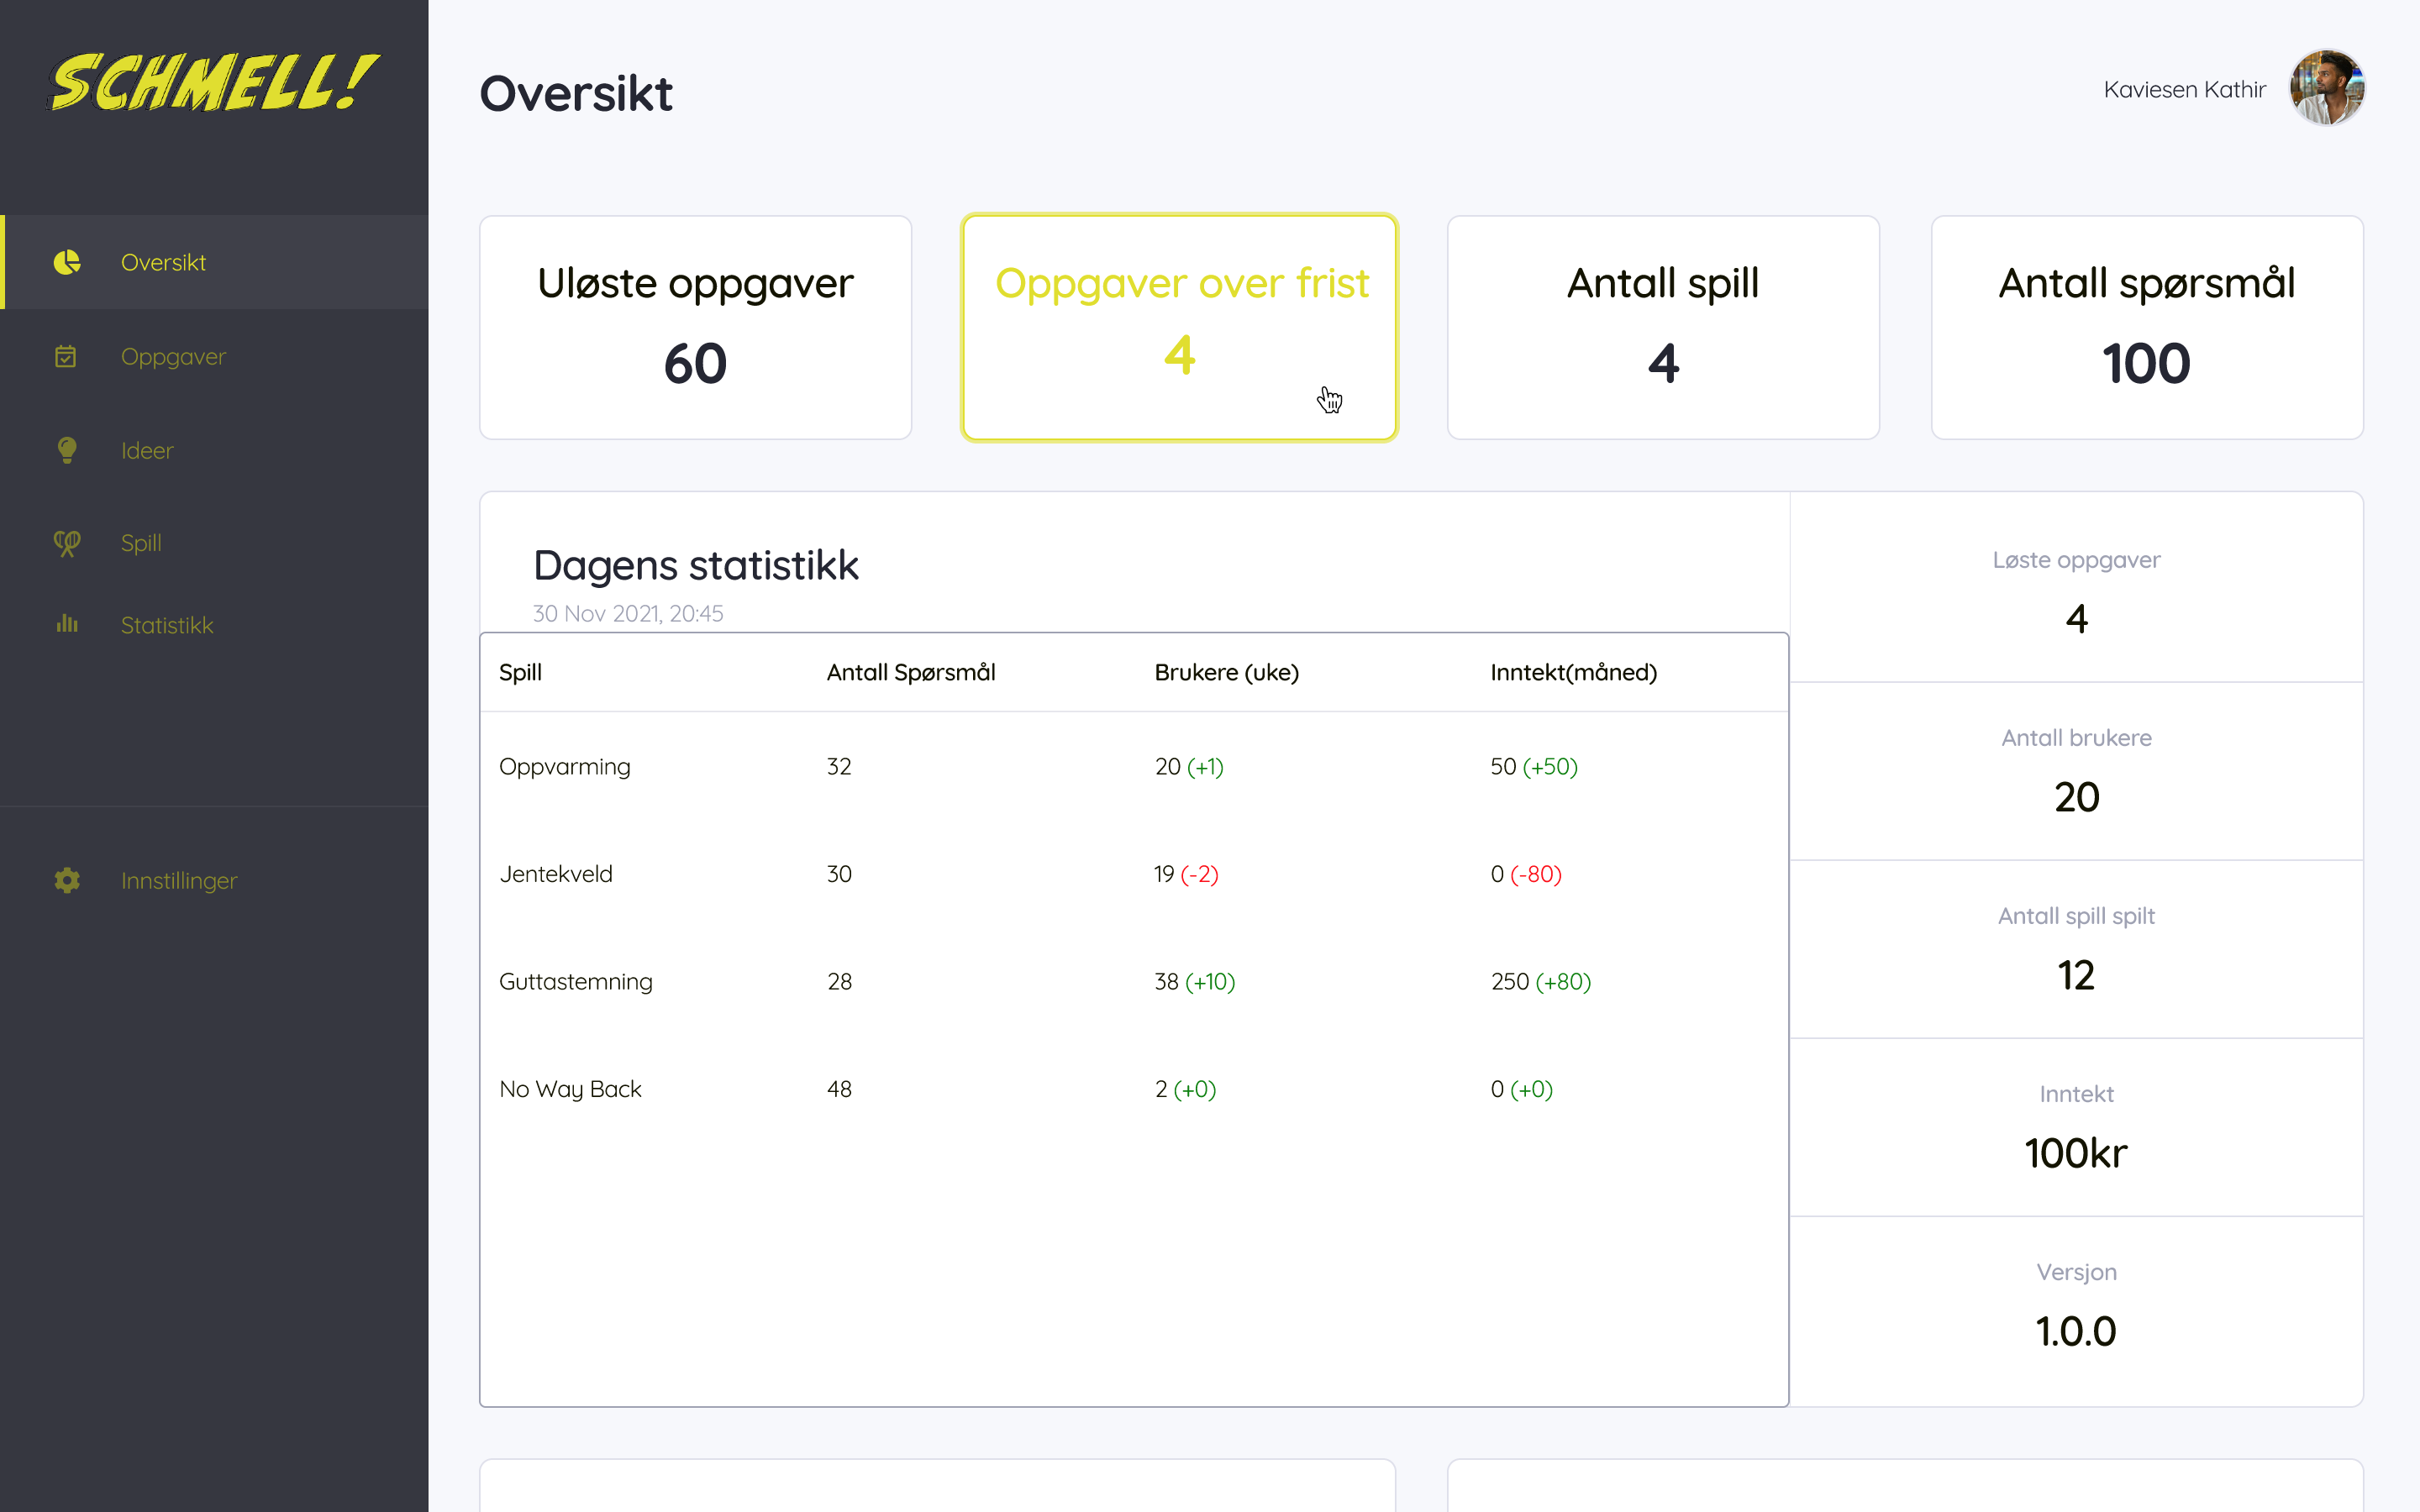 SCHMELL!
Oversikt
Kaviesen Kathir
Oversikt
Oppgaver
Ideer
Spill
Statistikk
Innstillinger
Uløste oppgaver
60
Oppgaver over frist
4
Antall spill
4
Antall spørsmål
100
Dagens statistikk
30 Nov 2021, 20:45
Spill Antall Spørsmål Brukere (uke) Inntekt(måned)
Oppvarming 32 20 (+1) 50 (+50)
Jentekveld 30 19 (-2) 0 (-80)
Guttastemning 28 38 (+10) 250 (+80)
No Way Back 48 2 (+0) 0 (+0)
Løste oppgaver
4
Antall brukere
20
Antall spill spilt
12
Inntekt
100kr
Versjon
1.0.0